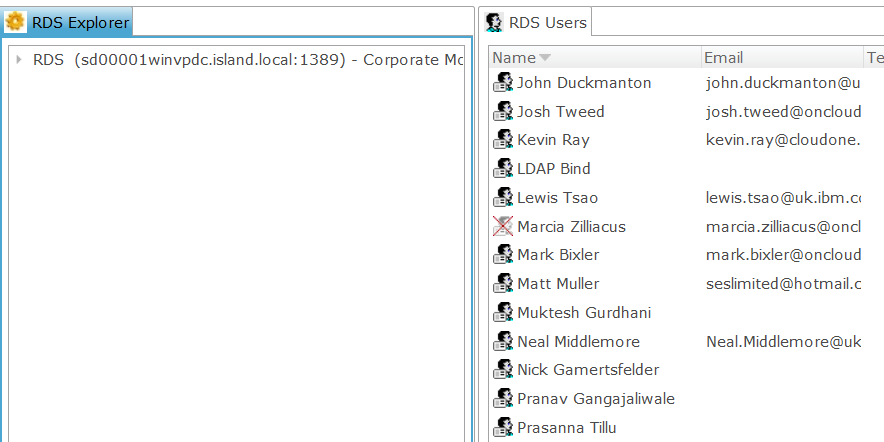 RDS Explorer
RDS (sd00001winvpdc.island.local:1389) - Corporate Mo
RDS Users
Name Email Te
John Duckmanton john.duckmanton@u
Josh Tweed josh.tweed@oncloud
Kevin Ray kevin.ray@cloudone.
LDAP Bind
Lewis Tsao lewis.tsao@uk.ibm.co
Marcia Zilliacus marcia.zilliacus@oncl
Mark Bixler mark.bixler@oncloud
Matt Muller seslimited@hotmail.c
Muktesh Gurdhani
Neal Middlemore Neal.Middlemore@uk
Nick Gamertsfelder
Pranav Gangajaliwale
Prasanna Tillu